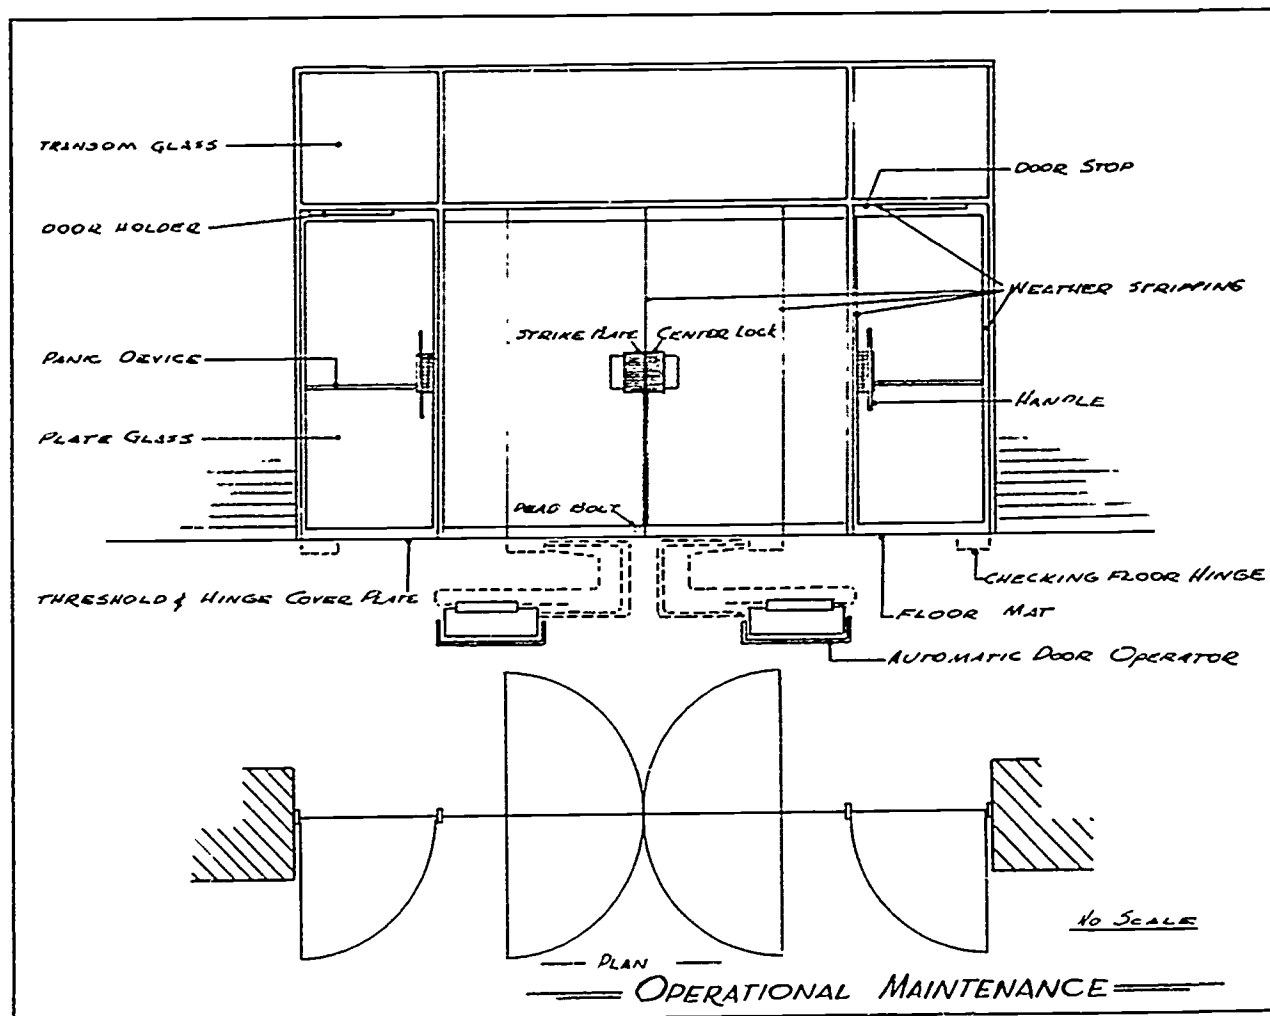 TRANSOM GLASS
DOOR STOP
DOOR HOLDER
WEATHER STRIPPING
STRIKE PLATE CENTER LOCK
PANIC DEVICE
HANDLE
PLATE GLASS
DEAD BOLT
CHECKING FLOOR HINGE
THRESHOLD & HINGE COVER PLATE
FLOOR MAT
AUTOMATIC DOOR OPERATOR
NO SCALE
PLAN
OPERATIONAL MAINTENANCE